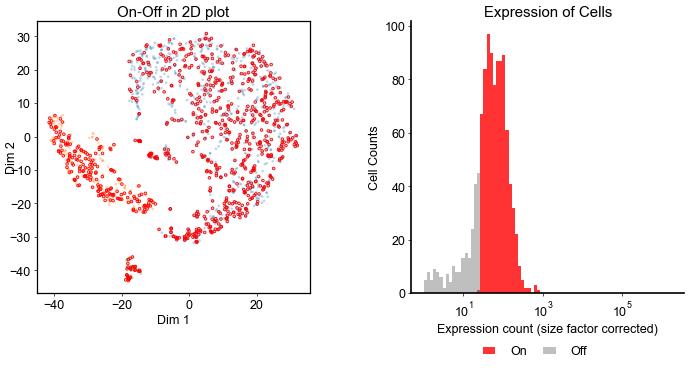 On-Off in 2D plot
30
20
10
0
−10
−20
−30
−40
Dim 2
−40
−20
0
20
Dim 1
Expression of Cells
100
80
60
40
20
0
Cell Counts
10^1
10^3
10^5
Expression count (size factor corrected)
On
Off